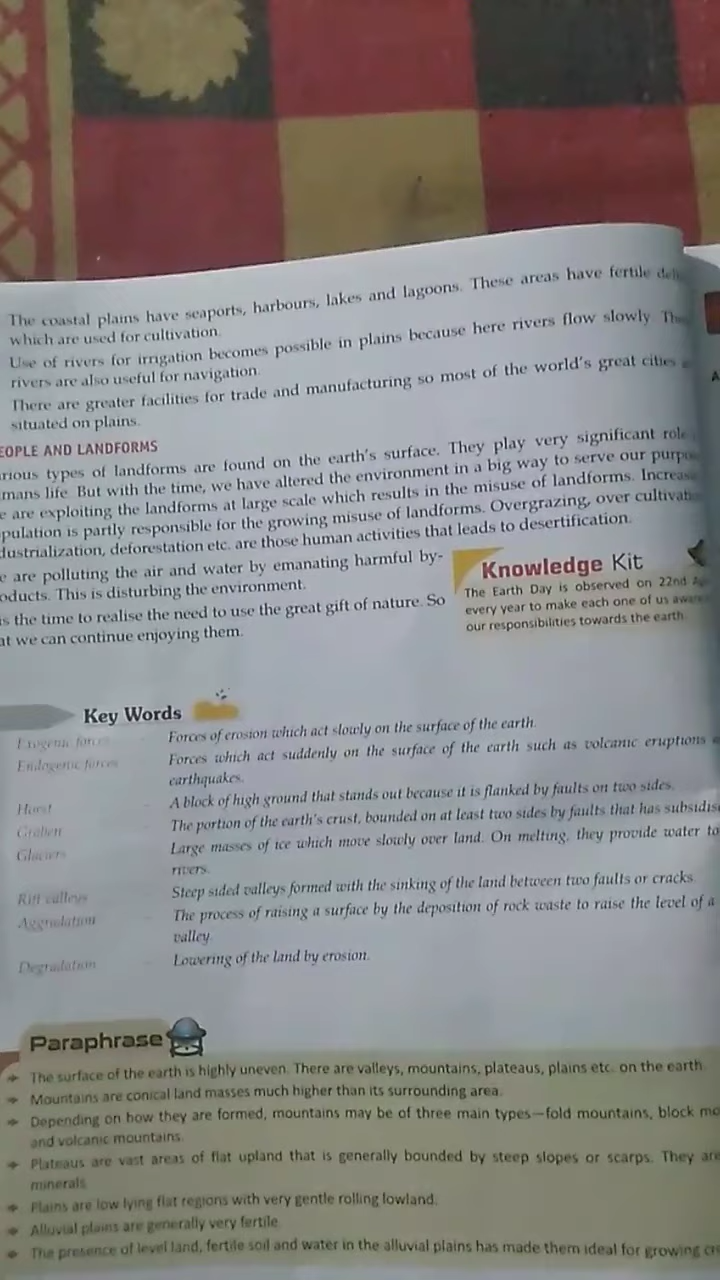 The coastal plains have seaports, harbours, lakes and lagoons. These areas have fertile
which are used for cultivation.
Use of rivers for irrigation becomes possible in plains because here rivers flow slowly.
rivers are also useful for navigation.
There are greater facilities for trade and manufacturing so most of the world's great cities
situated on plains.
EOPLE AND LANDFORMS
rious types of landforms are found on the earth's surface. They play very significant role
mans life. But with the time, we have altered the environment in a big way to serve our
e are exploiting the landforms at large scale which results in the misuse of landforms.
pulation is partly responsible for the growing misuse of landforms. Overgrazing, over
dustrialization, deforestation etc. are those human activities that leads to desertification.
e are polluting the air and water by emanating harmful by-
oducts. This is disturbing the environment.
is the time to realise the need to use the great gift of nature. So
at we can continue enjoying them.
Knowledge Kit
The Earth Day is observed on 22nd
every year to make each one of us
our responsibilities towards the earth.
Key Words
Exogenic forces - Forces of erosion which act slowly on the surface of the earth.
Endogenic forces - Forces which act suddenly on the surface of the earth such as volcanic eruptions
earthquakes.
Horst - A block of high ground that stands out because it is flanked by faults on two sides.
Graben - The portion of the earth's crust, bounded on at least two sides by faults that has
Glaciers - Large masses of ice which move slowly over land. On melting, they provide water to
rivers.
Rift valleys - Steep sided valleys formed with the sinking of the land between two faults or cracks.
Aggradation - The process of raising a surface by the deposition of rock waste to raise the level of a
valley.
Degradation - Lowering of the land by erosion.
Paraphrase
The surface of the earth is highly uneven. There are valleys, mountains, plateaus, plains etc. on the earth.
Mountains are conical land masses much higher than its surrounding area.
Depending on how they are formed, mountains may be of three main types—fold mountains, block
and volcanic mountains.
Plateaus are vast areas of flat upland that is generally bounded by steep slopes or scarps. They
minerals.
Plains are low lying flat regions with very gentle rolling lowland.
Alluvial plains are generally very fertile.
The presence of level land, fertile soil and water in the alluvial plains has made them ideal for growing